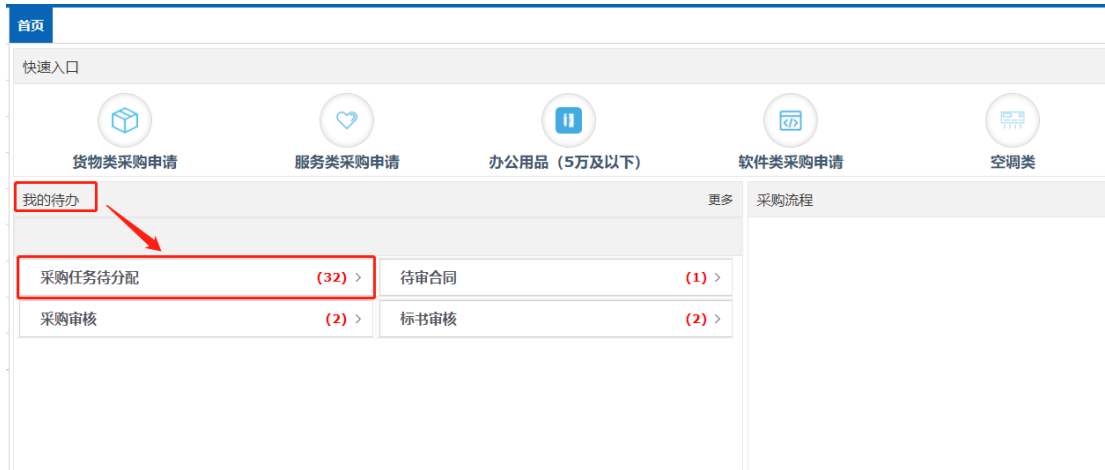 首页
快速入口
货物类采购申请 服务类采购申请 办公用品（5万及以下） 软件类采购申请 空调类
我的待办 更多 采购流程
采购任务待分配 (32) > 待审合同 (1) >
采购审核 (2) > 标书审核 (2) >